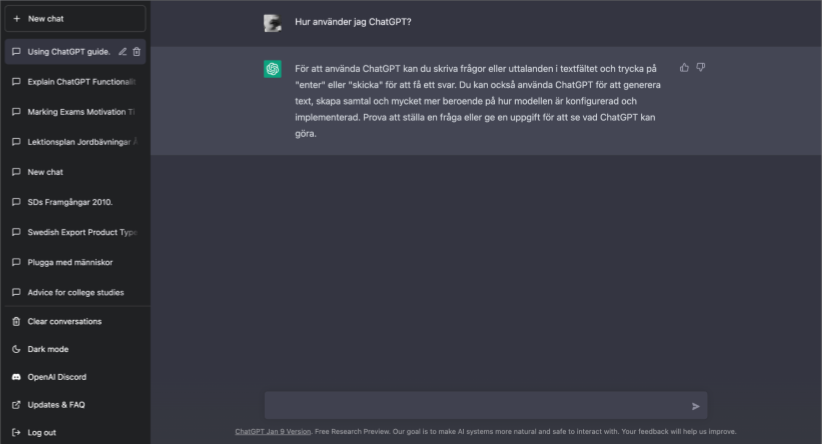 New chat
Using ChatGPT guide.
Explain ChatGPT Functionali
Marking Exams Motivation Ti
Lektionsplan Jordbävningar
New chat
SDs Framgångar 2010.
Swedish Export Product Type
Plugga med människor
Advice for college studies
Clear conversations
Dark mode
OpenAI Discord
Updates & FAQ
Log out
Hur använder jag ChatGPT?
För att använda ChatGPT kan du skriva frågor eller uttalanden i textfältet och trycka på
"enter" eller "skicka" för att få ett svar. Du kan också använda ChatGPT för att generera
text, skapa samtal och mycket mer beroende på hur modellen är konfigurerad och
implementerad. Prova att ställa en fråga eller ge en uppgift för att se vad ChatGPT kan
göra.
ChatGPT Jan 9 Version. Free Research Preview. Our goal is to make AI systems more natural and safe to interact with. Your feedback will help us improve.